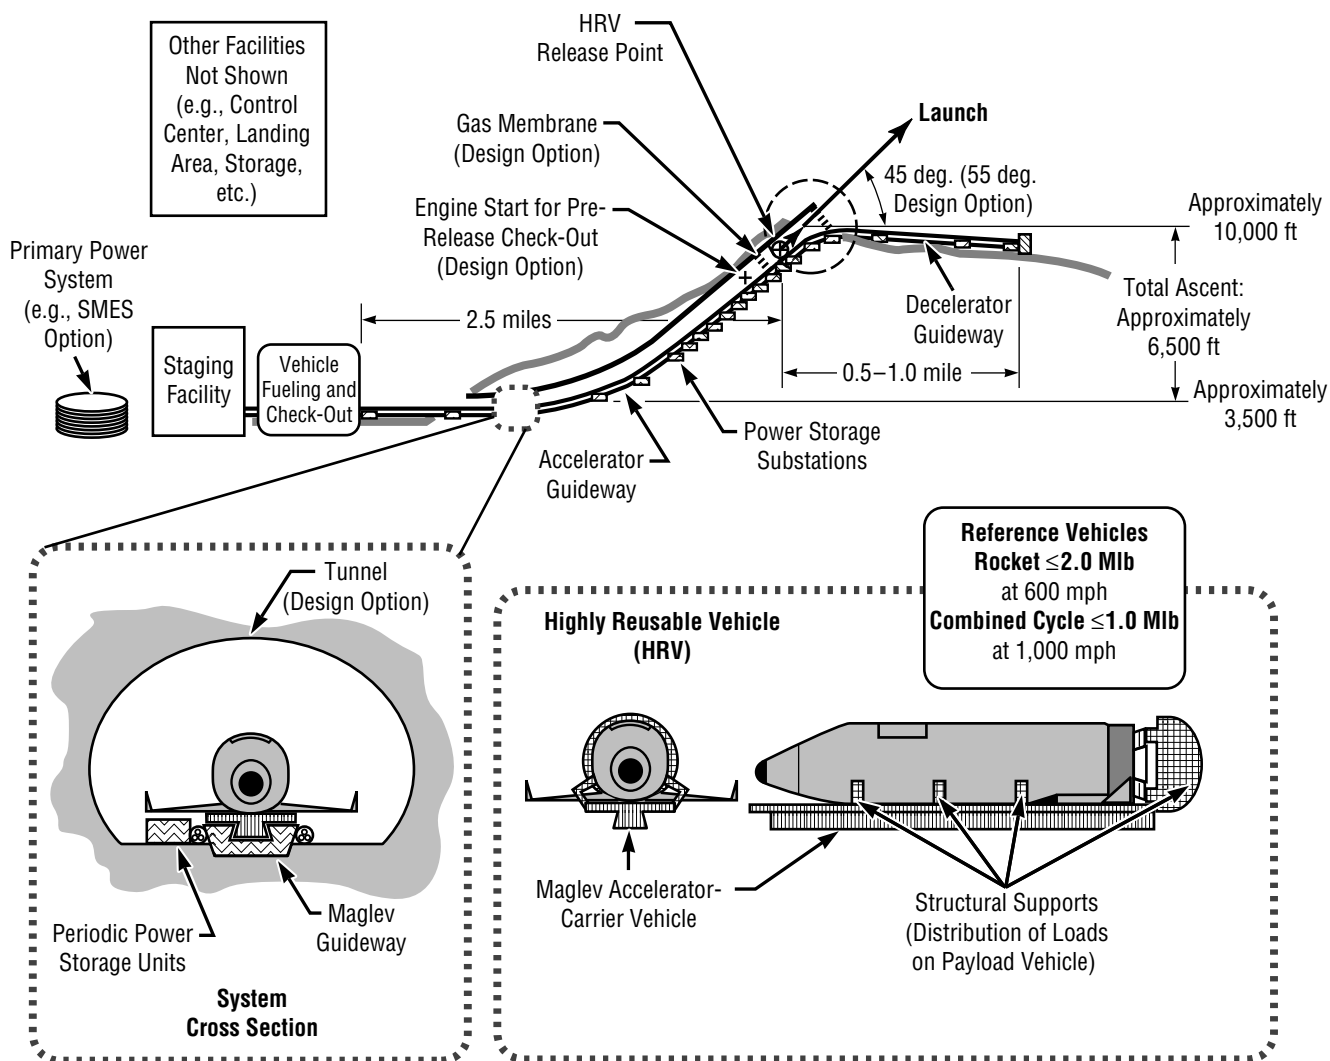 Other Facilities
Not Shown
(e.g., Control
Center, Landing
Area, Storage,
etc.)
HRV
Release Point
Gas Membrane
(Design Option)
Engine Start for Pre-
Release Check-Out
(Design Option)
Launch
45 deg. (55 deg.
Design Option)
Approximately
10,000 ft
Total Ascent:
Approximately
6,500 ft
Approximately
3,500 ft
Primary Power
System
(e.g., SMES
Option)
Staging
Facility
Vehicle
Fueling and
Check-Out
2.5 miles
Decelerator
Guideway
0.5–1.0 mile
Power Storage
Substations
Accelerator
Guideway
Tunnel
(Design Option)
Periodic Power
Storage Units
Maglev
Guideway
System
Cross Section
Reference Vehicles
Rocket ≤2.0 Mlb
at 600 mph
Combined Cycle ≤1.0 Mlb
at 1,000 mph
Highly Reusable Vehicle
(HRV)
Maglev Accelerator-
Carrier Vehicle
Structural Supports
(Distribution of Loads
on Payload Vehicle)